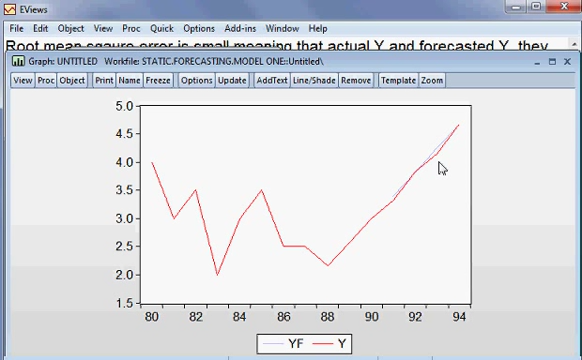 EViews
File Edit Object View Proc Quick Options Add-ins Window Help
Root mean sqaure error is small meaning that actual Y and forecasted Y, they
Graph: UNTITLED Workfile: STATIC.FORECASTING.MODEL ONE::Untitled\
View Proc Object Print Name Freeze Options Update AddText Line/Shade Remove Template Zoom
5.0
4.5
4.0
3.5
3.0
2.5
2.0
1.5
80 82 84 86 88 90 92 94
YF Y